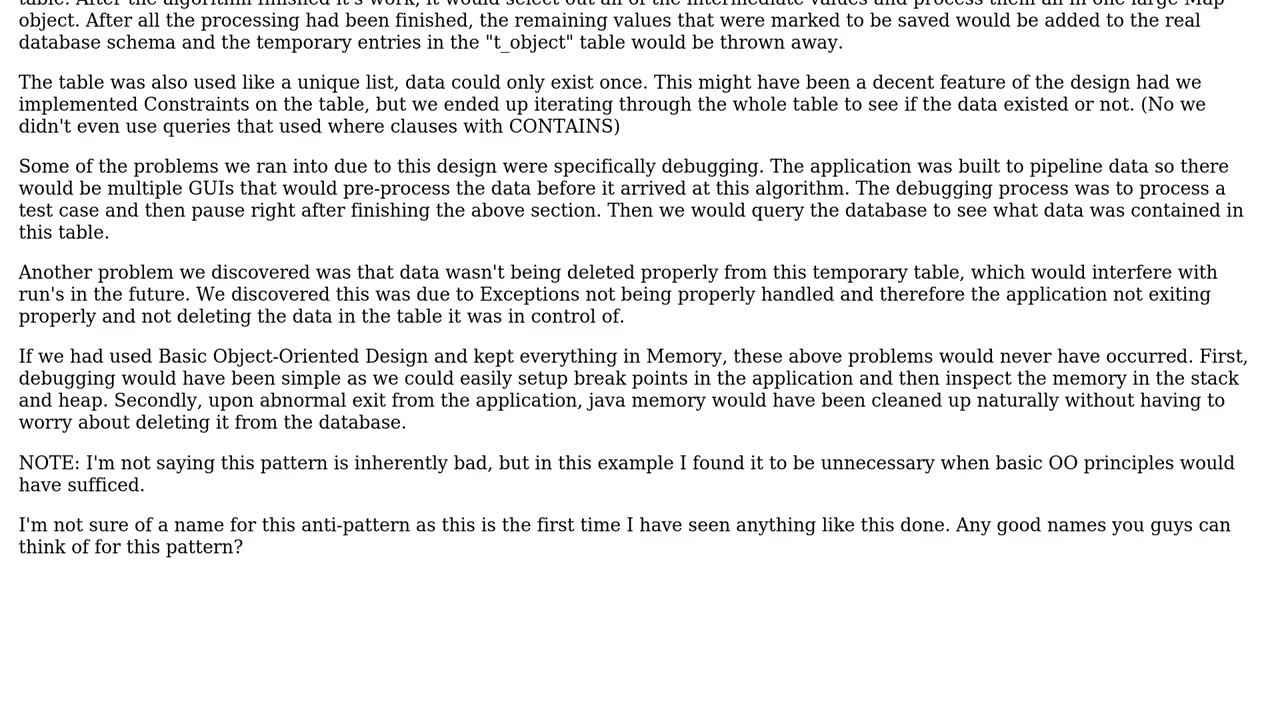 object. After all the processing had been finished, the remaining values that were marked to be saved would be added to the real
database schema and the temporary entries in the "t_object" table would be thrown away.
The table was also used like a unique list, data could only exist once. This might have been a decent feature of the design had we
implemented Constraints on the table, but we ended up iterating through the whole table to see if the data existed or not. (No we
didn't even use queries that used where clauses with CONTAINS)
Some of the problems we ran into due to this design were specifically debugging. The application was built to pipeline data so there
would be multiple GUIs that would pre-process the data before it arrived at this algorithm. The debugging process was to process a
test case and then pause right after finishing the above section. Then we would query the database to see what data was contained in
this table.
Another problem we discovered was that data wasn't being deleted properly from this temporary table, which would interfere with
run's in the future. We discovered this was due to Exceptions not being properly handled and therefore the application not exiting
properly and not deleting the data in the table it was in control of.
If we had used Basic Object-Oriented Design and kept everything in Memory, these above problems would never have occurred. First,
debugging would have been simple as we could easily setup break points in the application and then inspect the memory in the stack
and heap. Secondly, upon abnormal exit from the application, java memory would have been cleaned up naturally without having to
worry about deleting it from the database.
NOTE: I'm not saying this pattern is inherently bad, but in this example I found it to be unnecessary when basic OO principles would
have sufficed.
I'm not sure of a name for this anti-pattern as this is the first time I have seen anything like this done. Any good names you guys can
think of for this pattern?